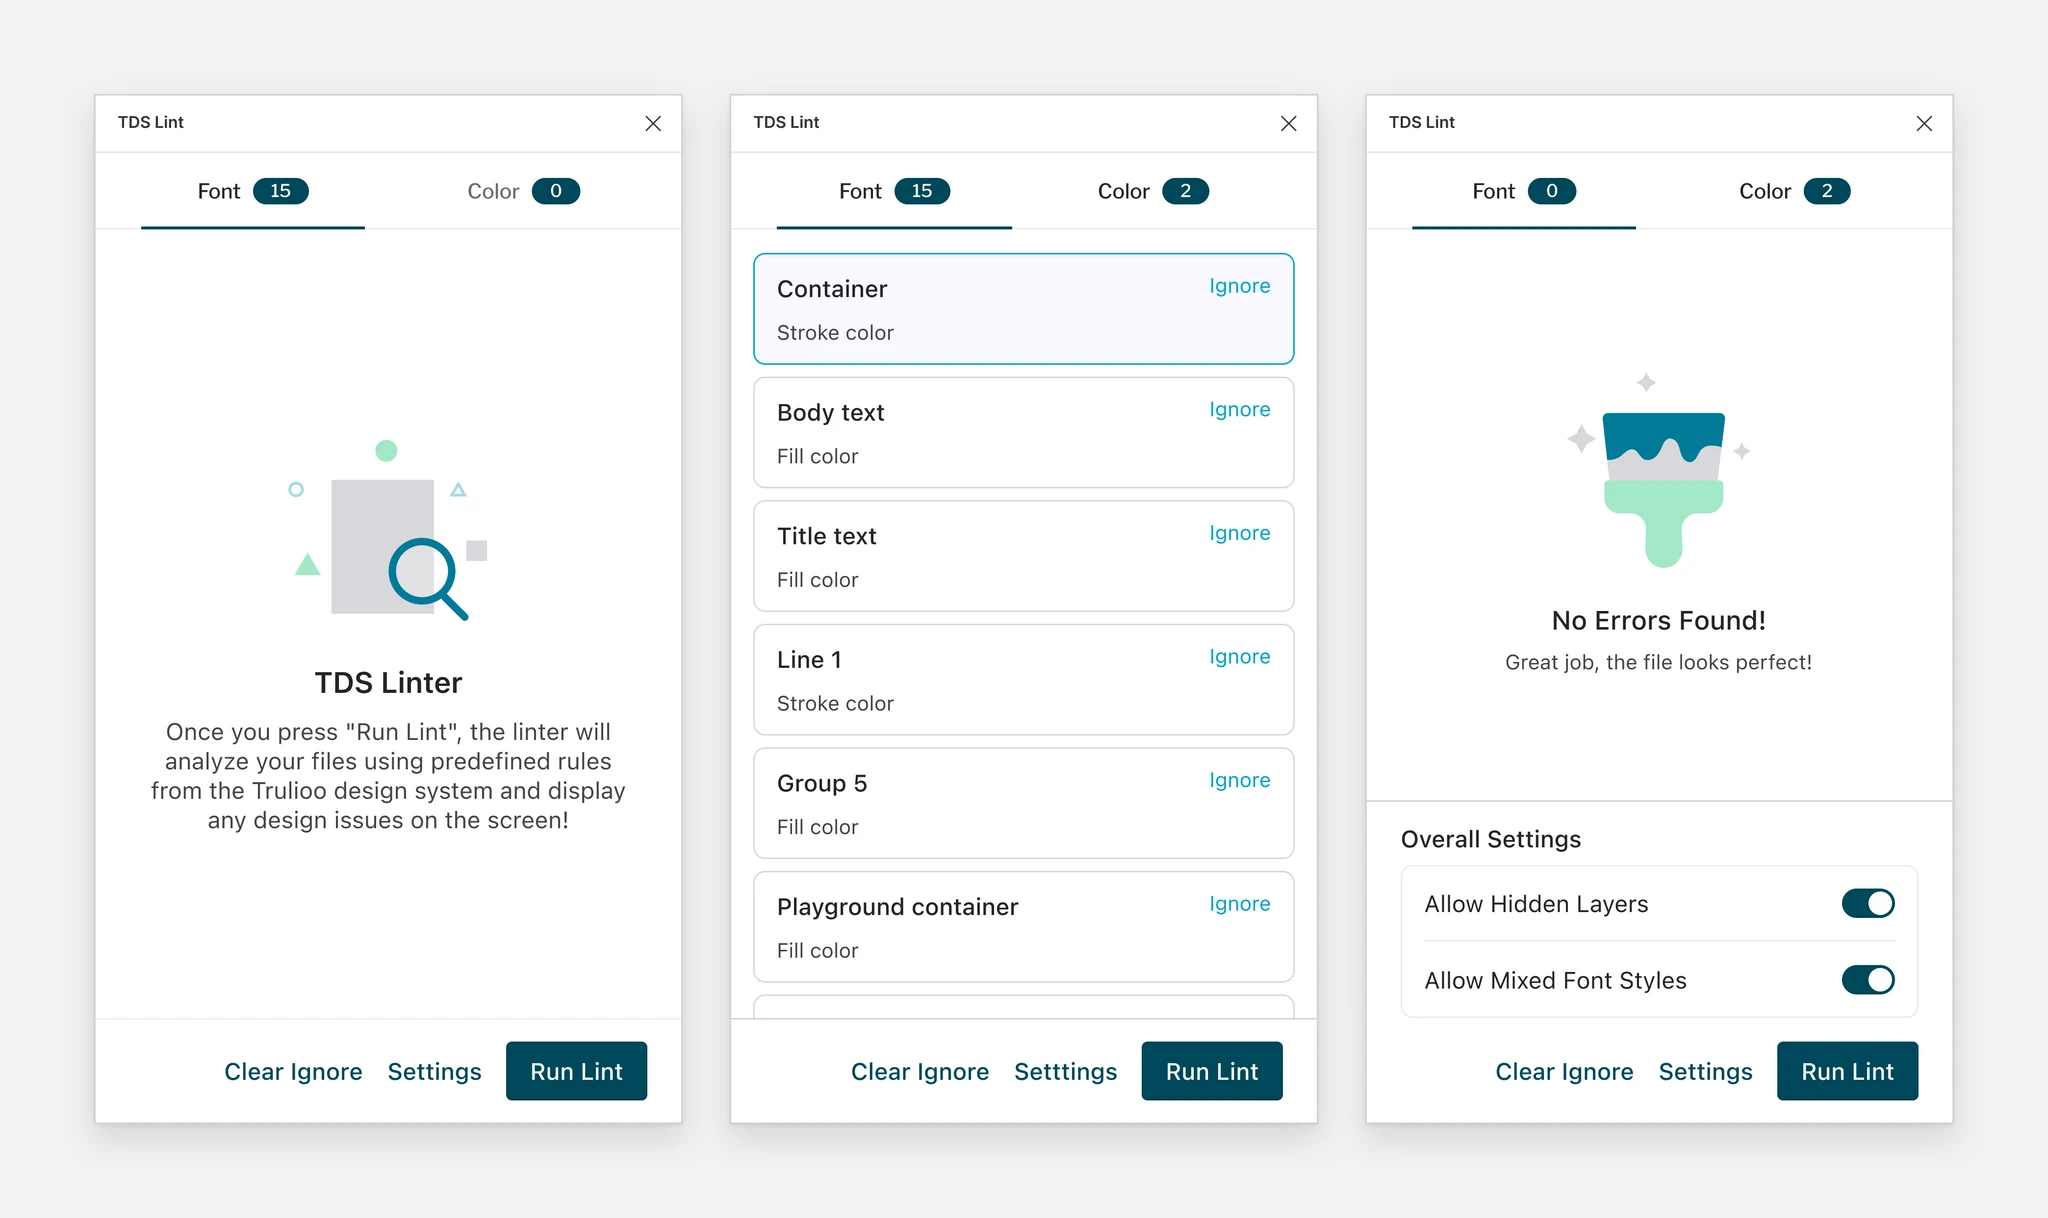 TDS Lint
Font 15 Color 0
TDS Linter
Once you press "Run Lint", the linter will
analyze your files using predefined rules
from the Trulioo design system and display
any design issues on the screen!
Clear Ignore Settings Run Lint
TDS Lint
Font 15 Color 2
Container Ignore
Stroke color
Body text Ignore
Fill color
Title text Ignore
Fill color
Line 1 Ignore
Stroke color
Group 5 Ignore
Fill color
Playground container Ignore
Fill color
Clear Ignore Setttings Run Lint
TDS Lint
Font 0 Color 2
No Errors Found!
Great job, the file looks perfect!
Overall Settings
Allow Hidden Layers
Allow Mixed Font Styles
Clear Ignore Settings Run Lint